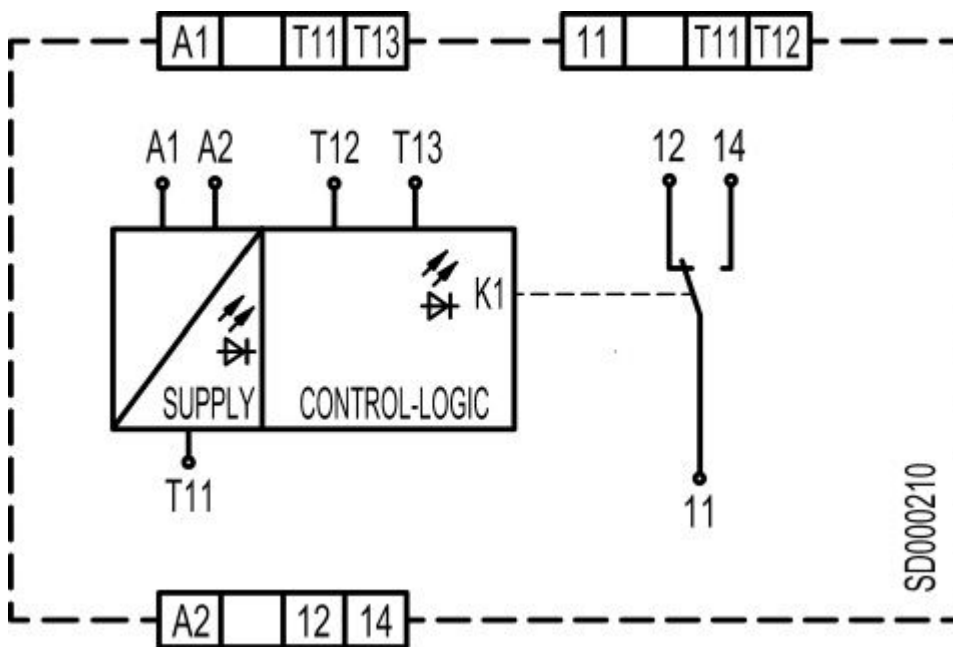 A1 T11 T13 11 T11 T12
A1 A2 T12 T13 12 14
K1
SUPPLY CONTROL-LOGIC
T11 11
SD000210
A2 12 14